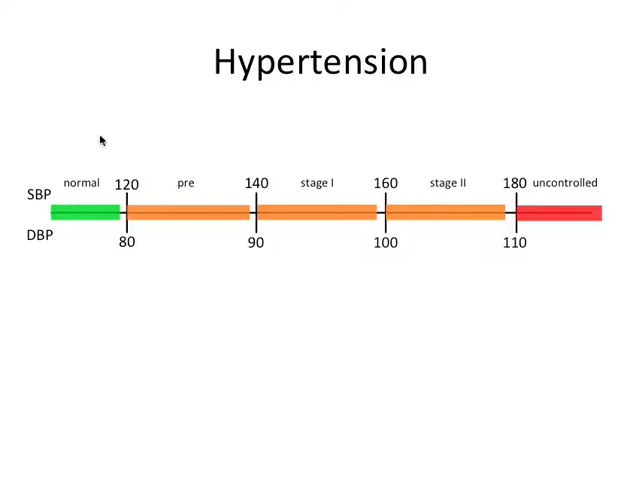 Hypertension
normal 120 pre 140 stage I 160 stage II 180 uncontrolled
SBP
DBP
80 90 100 110